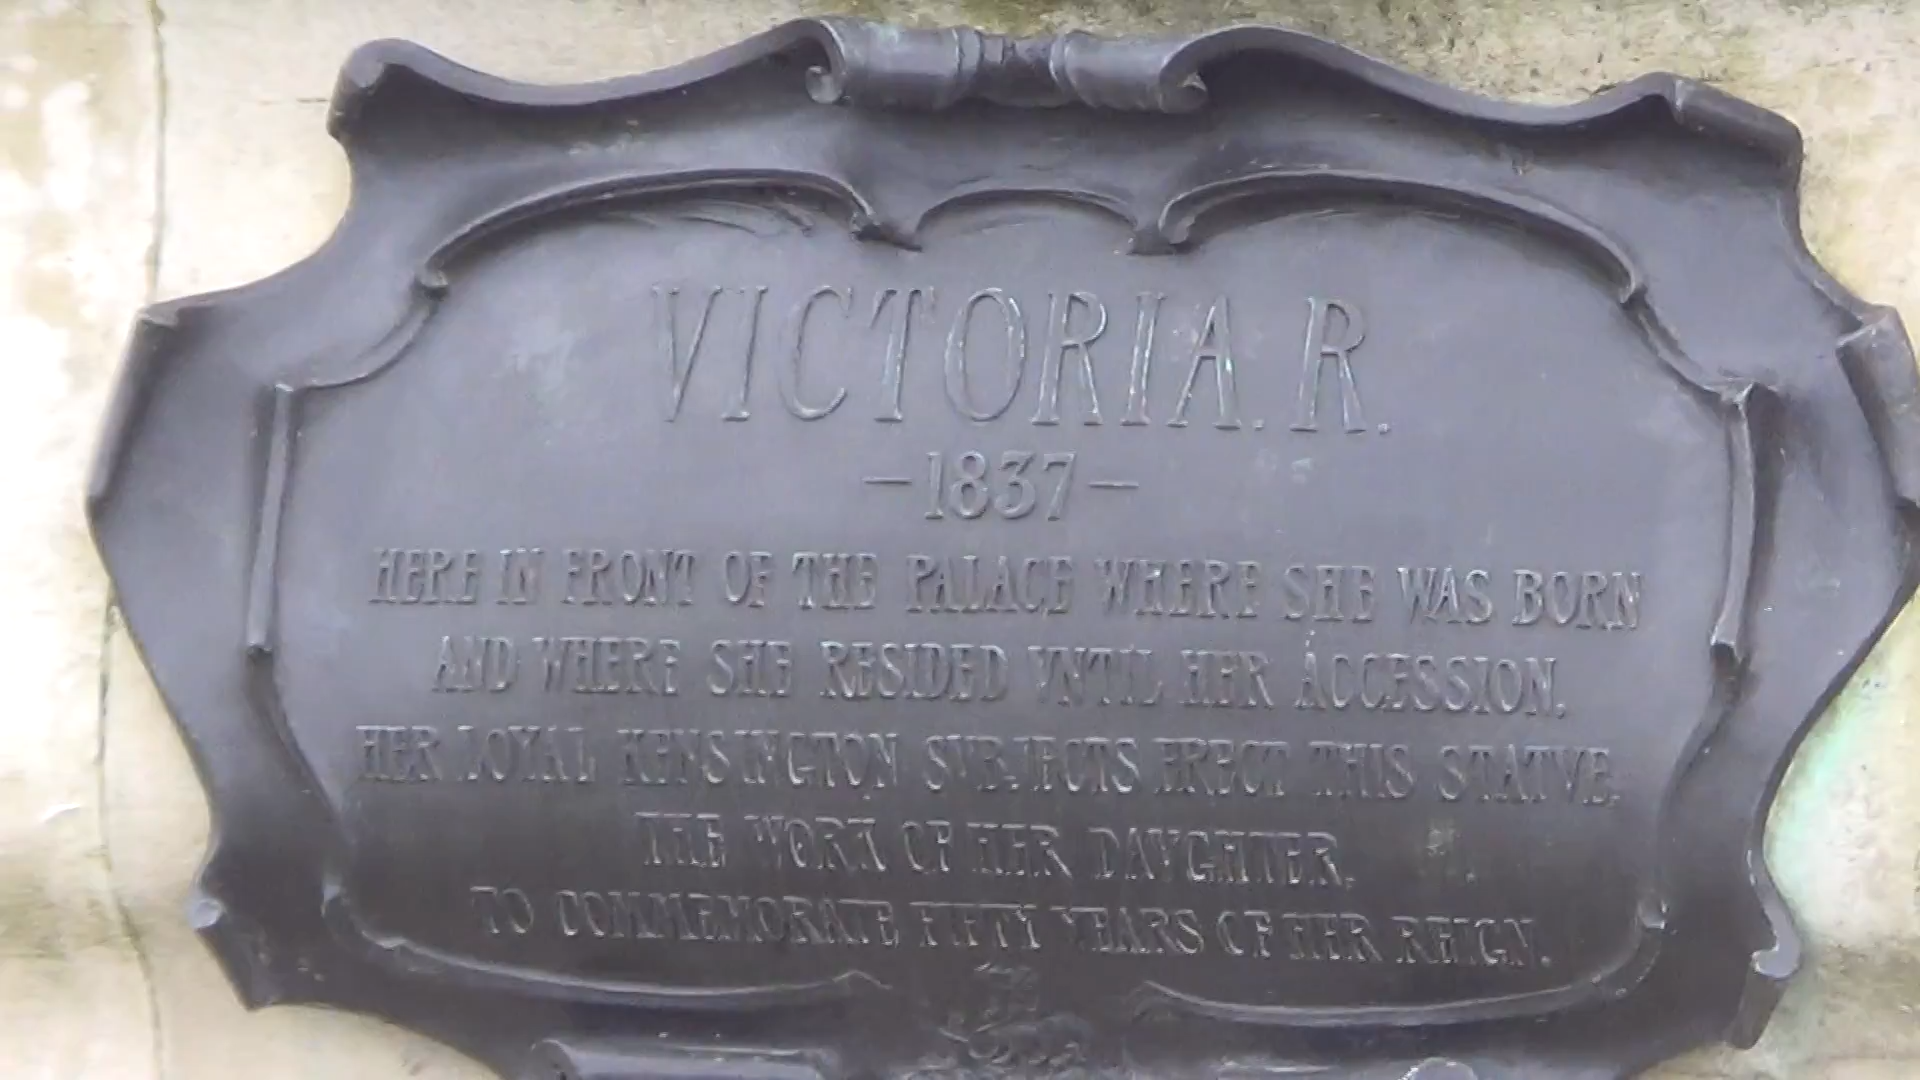 VICTORIA. R.
-1837-
HERE IN FRONT OF THE PALACE WHERE SHE WAS BORN
AND WHERE SHE RESIDED VNTIL HER ACCESSION.
HER LOYAL KENSINGTON SVBJECTS ERECT THIS STATVE.
THE WORK OF HER DAVGHTER.
TO COMMEMORATE FIFTY YEARS OF HER REIGN.